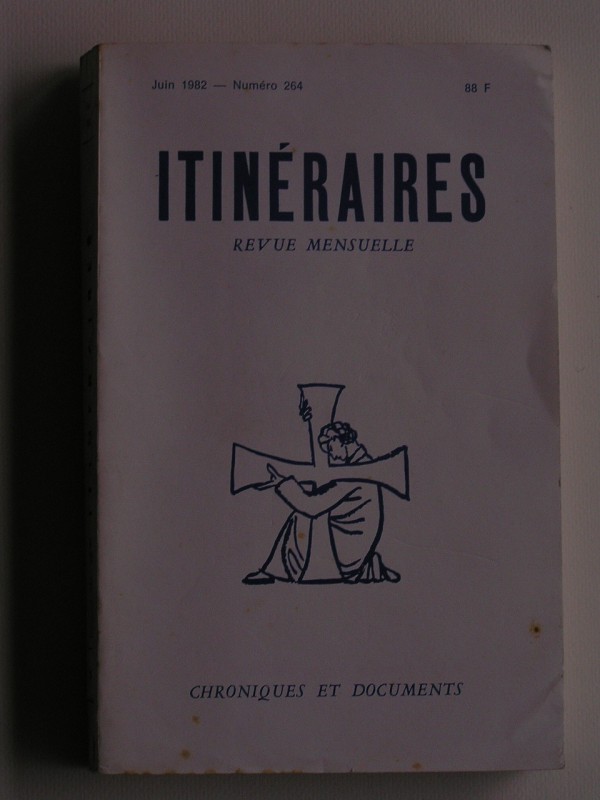 Juin 1982 — Numéro 264 88 F
ITINÉRAIRES
REVUE MENSUELLE
CHRONIQUES ET DOCUMENTS